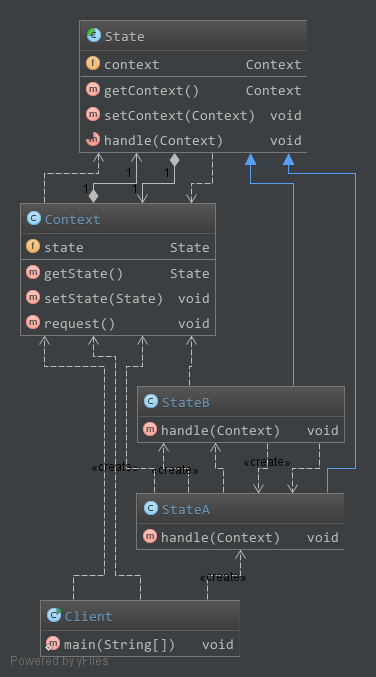 State
context Context
getContext() Context
setContext(Context) void
handle(Context) void
1 1 1
Context
state State
getState() State
setState(State) void
request() void
StateB
handle(Context) void
«create» «create» «create»
StateA
handle(Context) void
«create»
Client
main(String[]) void
Powered by yFiles